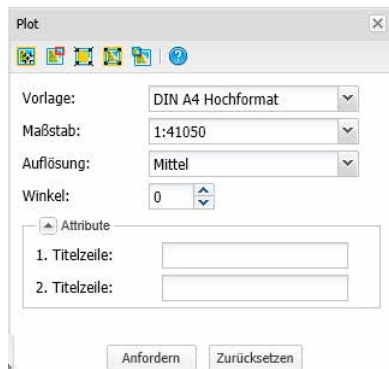 Plot
Vorlage: DIN A4 Hochformat
Maßstab: 1:41050
Auflösung: Mittel
Winkel: 0
Attribute
1. Titelzeile:
2. Titelzeile:
Anfordern Zurücksetzen